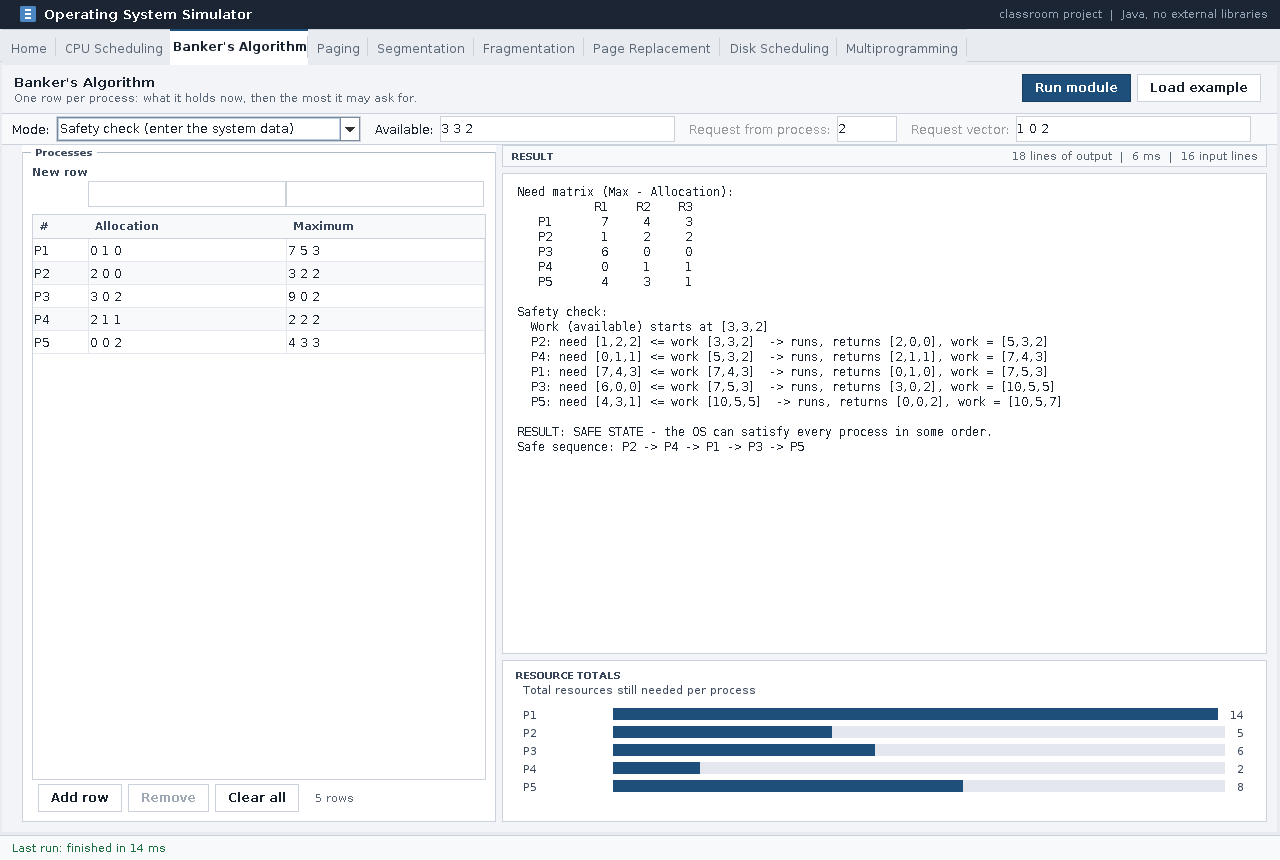 Operating System Simulator
classroom project | Java, no external libraries
Home CPU Scheduling Banker's Algorithm Paging Segmentation Fragmentation Page Replacement Disk Scheduling Multiprogramming
Banker's Algorithm
One row per process: what it holds now, then the most it may ask for.
Run module Load example
Mode: Safety check (enter the system data) Available: 3 3 2 Request from process: 2 Request vector: 1 0 2
Processes
New row
# Allocation Maximum
P1 0 1 0 7 5 3
P2 2 0 0 3 2 2
P3 3 0 2 9 0 2
P4 2 1 1 2 2 2
P5 0 0 2 4 3 3
Add row Remove Clear all 5 rows
RESULT 18 lines of output | 6 ms | 16 input lines
Need matrix (Max - Allocation):
R1 R2 R3
P1 7 4 3
P2 1 2 2
P3 6 0 0
P4 0 1 1
P5 4 3 1
Safety check:
Work (available) starts at [3,3,2]
P2: need [1,2,2] <= work [3,3,2] -> runs, returns [2,0,0], work = [5,3,2]
P4: need [0,1,1] <= work [5,3,2] -> runs, returns [2,1,1], work = [7,4,3]
P1: need [7,4,3] <= work [7,4,3] -> runs, returns [0,1,0], work = [7,5,3]
P3: need [6,0,0] <= work [7,5,3] -> runs, returns [3,0,2], work = [10,5,5]
P5: need [4,3,1] <= work [10,5,5] -> runs, returns [0,0,2], work = [10,5,7]
RESULT: SAFE STATE - the OS can satisfy every process in some order.
Safe sequence: P2 -> P4 -> P1 -> P3 -> P5
RESOURCE TOTALS
Total resources still needed per process
P1 14
P2 5
P3 6
P4 2
P5 8
Last run: finished in 14 ms